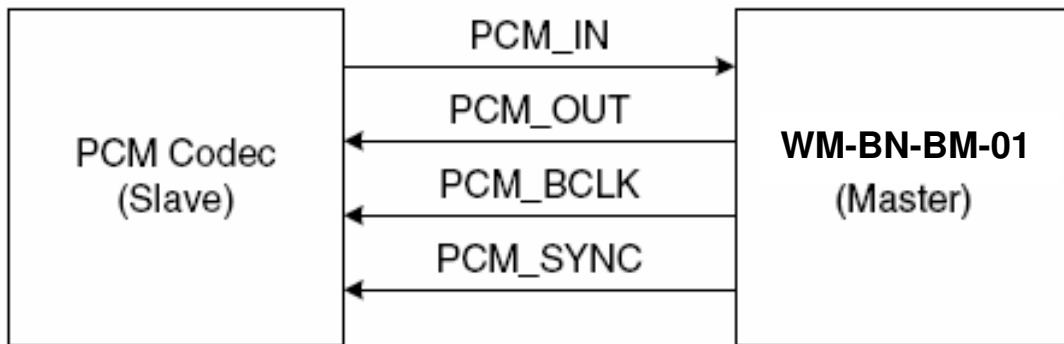 PCM_IN
PCM_OUT
PCM_BCLK
PCM_SYNC
PCM Codec
(Slave)
WM-BN-BM-01
(Master)